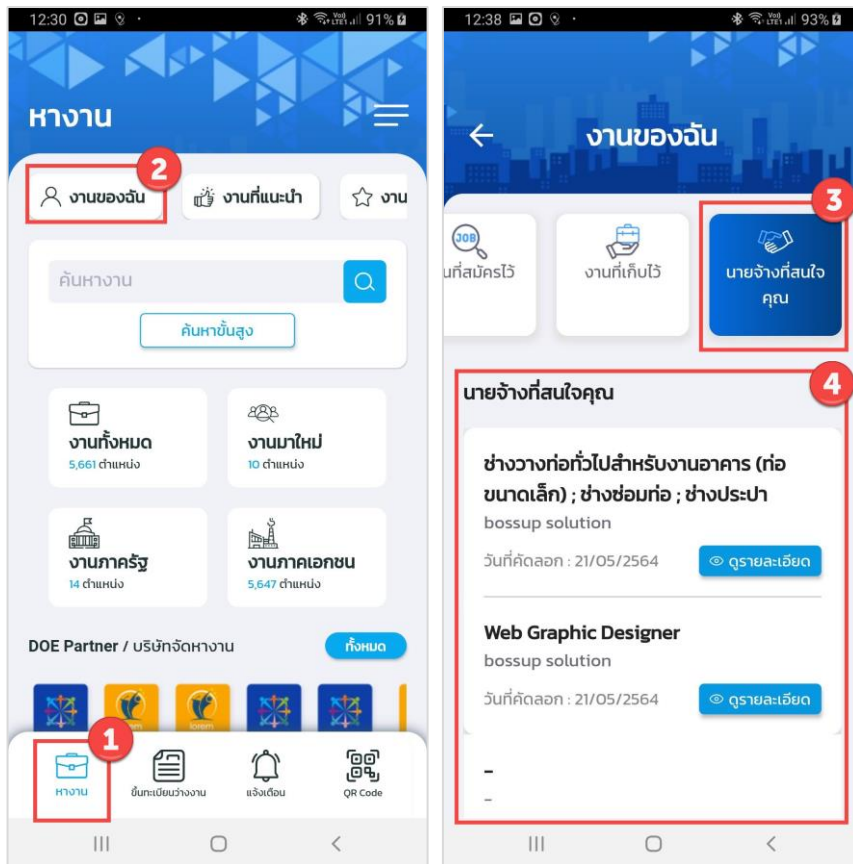 12:30
91%
หางาน
2
งานของฉัน
งานที่แนะนำ
งาน
ค้นหางาน
ค้นหาขั้นสูง
งานทั้งหมด
5,661 ตำแหน่ง
งานมาใหม่
10 ตำแหน่ง
งานภาครัฐ
14 ตำแหน่ง
งานภาคเอกชน
5,647 ตำแหน่ง
DOE Partner / บริษัทจัดหางาน
ทั้งหมด
lorem
1
หางาน
ขึ้นทะเบียนว่างงาน
แจ้งเตือน
QR Code
12:38
93%
งานของฉัน
3
JOB
นที่สมัครไว้
งานที่เก็บไว้
นายจ้างที่สนใจ
คุณ
4
นายจ้างที่สนใจคุณ
ช่างวางท่อทั่วไปสำหรับงานอาคาร (ท่อ
ขนาดเล็ก) ; ช่างซ่อมท่อ ; ช่างประปา
bossup solution
วันที่คัดลอก : 21/05/2564
ดูรายละเอียด
Web Graphic Designer
bossup solution
วันที่คัดลอก : 21/05/2564
ดูรายละเอียด
-
-